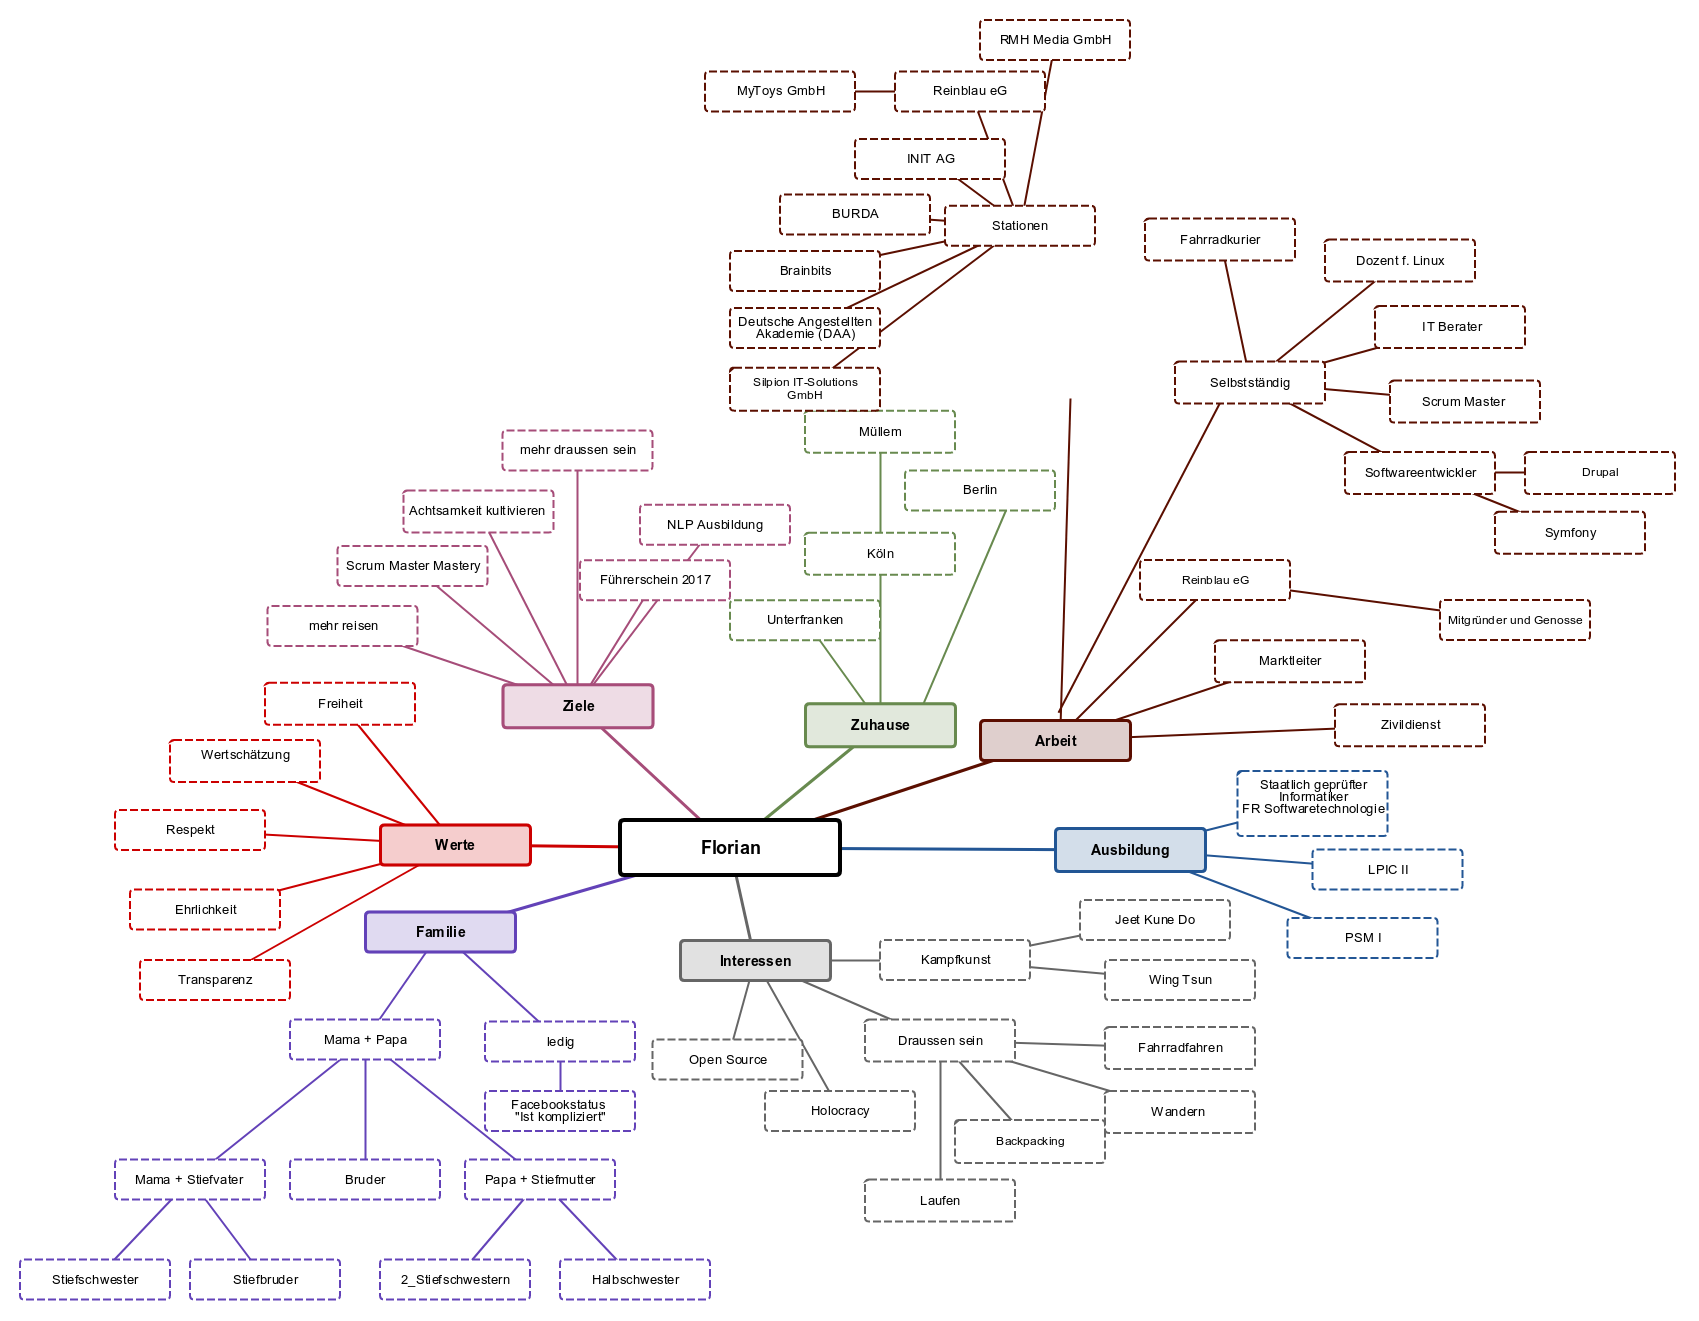 RMH Media GmbH
MyToys GmbH
Reinblau eG
INIT AG
BURDA
Stationen
Brainbits
Deutsche Angestellten
Akademie (DAA)
Silpion IT-Solutions
GmbH
Fahrradkurier
Dozent f. Linux
IT Berater
Selbstständig
Scrum Master
Softwareentwickler
Drupal
Symfony
Müllem
Berlin
Köln
Unterfranken
mehr draussen sein
Achtsamkeit kultivieren
NLP Ausbildung
Scrum Master Mastery
Führerschein 2017
mehr reisen
Reinblau eG
Mitgründer und Genosse
Marktleiter
Zivildienst
Ziele
Zuhause
Arbeit
Freiheit
Wertschätzung
Respekt
Werte
Ehrlichkeit
Transparenz
Florian
Ausbildung
Staatlich geprüfter
Informatiker
FR Softwaretechnologie
LPIC II
PSM I
Familie
Interessen
Kampfkunst
Jeet Kune Do
Wing Tsun
Mama + Papa
ledig
Facebookstatus
"Ist kompliziert"
Open Source
Holocracy
Draussen sein
Fahrradfahren
Wandern
Backpacking
Laufen
Mama + Stiefvater
Bruder
Papa + Stiefmutter
Stiefschwester
Stiefbruder
2_Stiefschwestern
Halbschwester